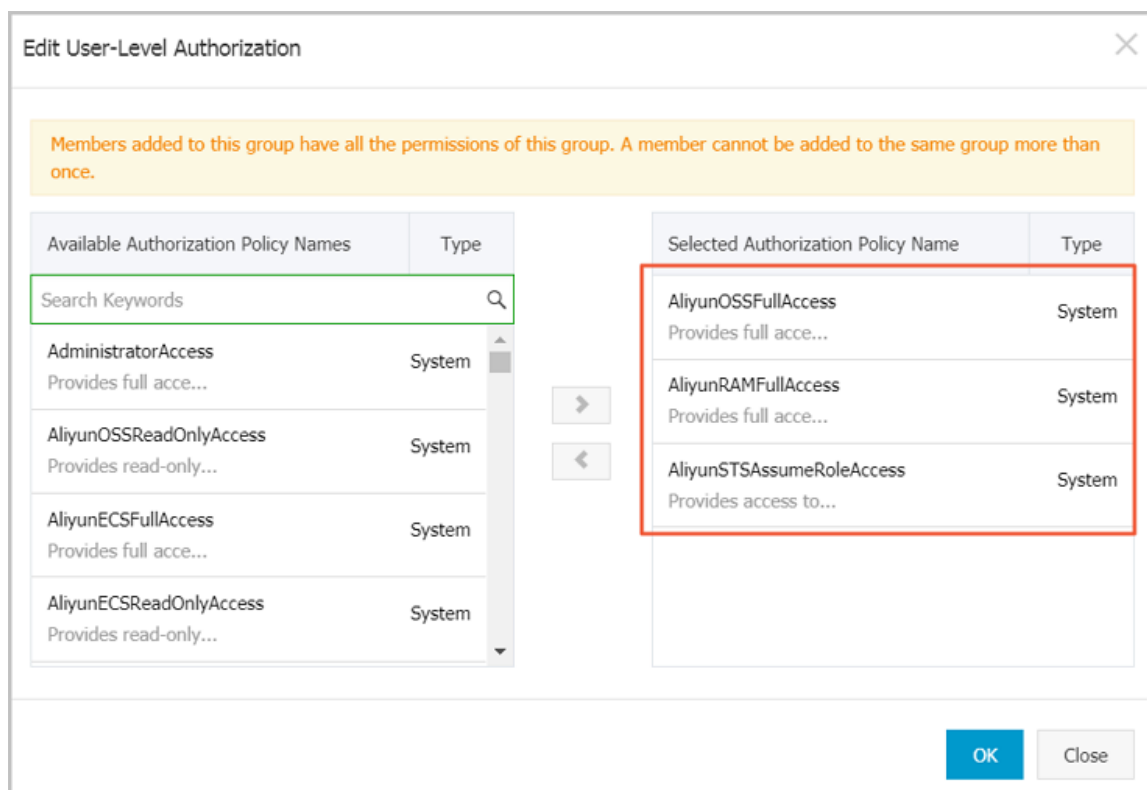 Edit User-Level Authorization
Members added to this group have all the permissions of this group. A member cannot be added to the same group more than
once.
Available Authorization Policy Names Type
Search Keywords
AdministratorAccess System
Provides full acce...
AliyunOSSReadOnlyAccess System
Provides read-only...
AliyunECSFullAccess System
Provides full acce...
AliyunECSReadOnlyAccess System
Provides read-only...
Selected Authorization Policy Name Type
AliyunOSSFullAccess System
Provides full acce...
AliyunRAMFullAccess System
Provides full acce...
AliyunSTSAssumeRoleAccess System
Provides access to...
OK Close